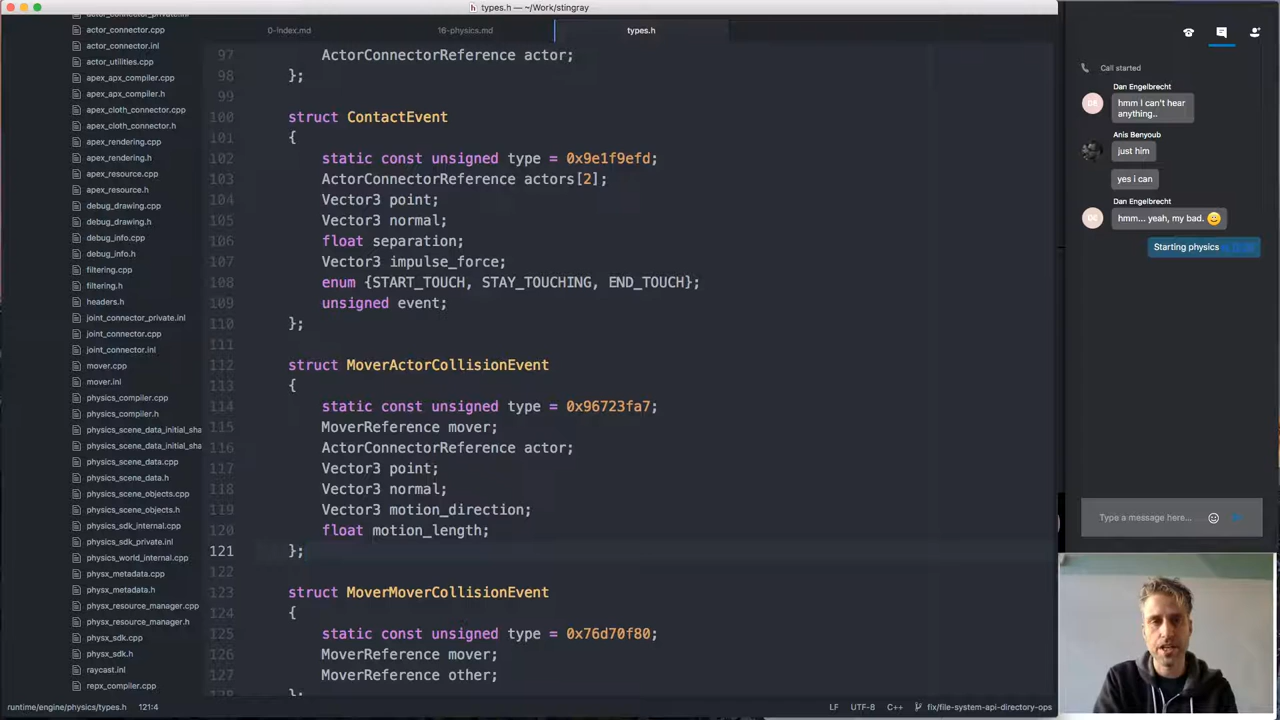 types.h — ~/Work/stingray
0-index.md
16-physics.md
types.h
actor_connector.cpp
actor_connector.inl
actor_utilities.cpp
apex_apx_compiler.cpp
apex_apx_compiler.h
apex_cloth_connector.cpp
apex_cloth_connector.h
apex_rendering.cpp
apex_rendering.h
apex_resource.cpp
apex_resource.h
debug_drawing.cpp
debug_drawing.h
debug_info.cpp
debug_info.h
filtering.cpp
filtering.h
headers.h
joint_connector_private.inl
joint_connector.cpp
joint_connector.inl
mover.cpp
mover.inl
physics_compiler.cpp
physics_compiler.h
physics_scene_data_initial_sha
physics_scene_data_initial_sha
physics_scene_data.cpp
physics_scene_data.h
physics_scene_objects.cpp
physics_scene_objects.h
physics_sdk_internal.cpp
physics_sdk_private.inl
physics_world_internal.cpp
physx_metadata.cpp
physx_metadata.h
physx_resource_manager.cpp
physx_resource_manager.h
physx_sdk.cpp
physx_sdk.h
raycast.inl
repx_compiler.cpp
97 ActorConnectorReference actor;
98 };
99
100 struct ContactEvent
101 {
102 static const unsigned type = 0x9e1f9efd;
103 ActorConnectorReference actors[2];
104 Vector3 point;
105 Vector3 normal;
106 float separation;
107 Vector3 impulse_force;
108 enum {START_TOUCH, STAY_TOUCHING, END_TOUCH};
109 unsigned event;
110 };
111
112 struct MoverActorCollisionEvent
113 {
114 static const unsigned type = 0x96723fa7;
115 MoverReference mover;
116 ActorConnectorReference actor;
117 Vector3 point;
118 Vector3 normal;
119 Vector3 motion_direction;
120 float motion_length;
121 };
122
123 struct MoverMoverCollisionEvent
124 {
125 static const unsigned type = 0x76d70f80;
126 MoverReference mover;
127 MoverReference other;
128 };
runtime/engine/physics/types.h 121:4
LF UTF-8 C++ fix/file-system-api-directory-ops
Call started
Dan Engelbrecht
DE
hmm I can't hear
anything..
Anis Benyoub
just him
yes i can
Dan Engelbrecht
DE
hmm... yeah, my bad. 😀
Starting physics
Type a message here...